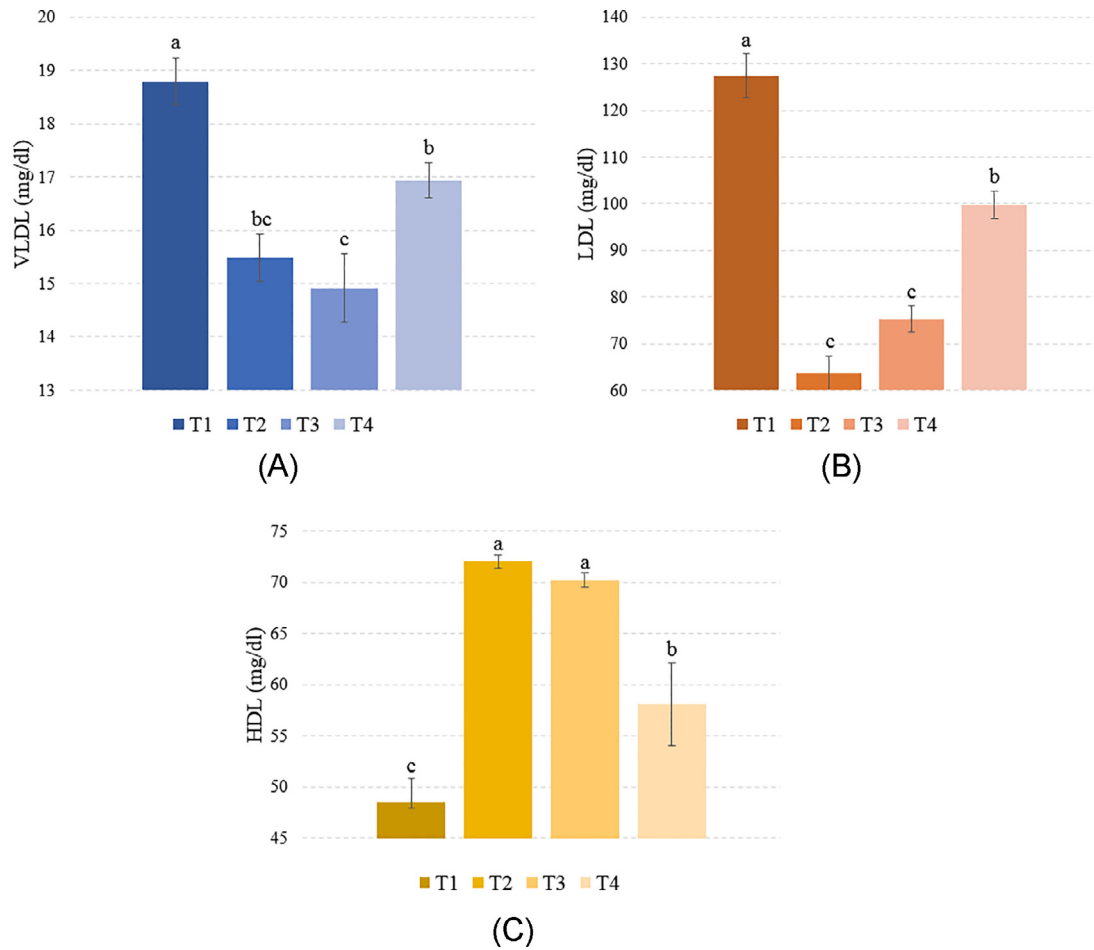 20
19
18
17
16
15
14
13
VLDL (mg/dl)
a
bc
c
b
T1 T2 T3 T4
(A)
140
130
120
110
100
90
80
70
60
LDL (mg/dl)
a
c
c
b
T1 T2 T3 T4
(B)
75
70
65
60
55
50
45
HDL (mg/dl)
c
a
a
b
T1 T2 T3 T4
(C)